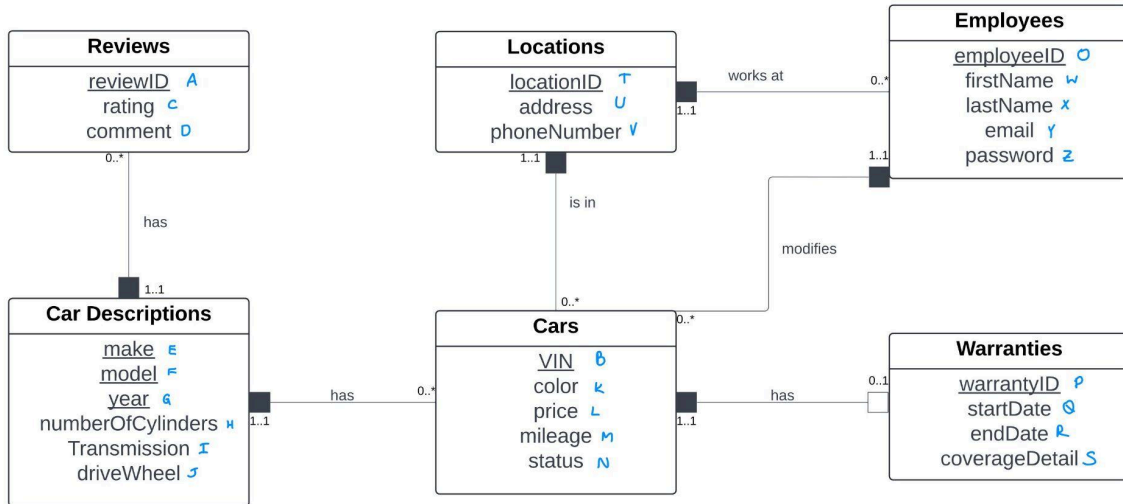 Reviews
reviewID A
rating C
comment D
0..*
has
1..1
Car Descriptions
make E
model F
year G
numberOfCylinders H
Transmission I
driveWheel J
1..1
has
0..*
Locations
locationID T
address U
phoneNumber V
1..1
works at
0..*
1..1
is in
0..*
Employees
employeeID O
firstName W
lastName X
email Y
password Z
1..1
modifies
0..*
Cars
VIN B
color K
price L
mileage M
status N
1..1
has
0..1
Warranties
warrantyID P
startDate Q
endDate R
coverageDetail S